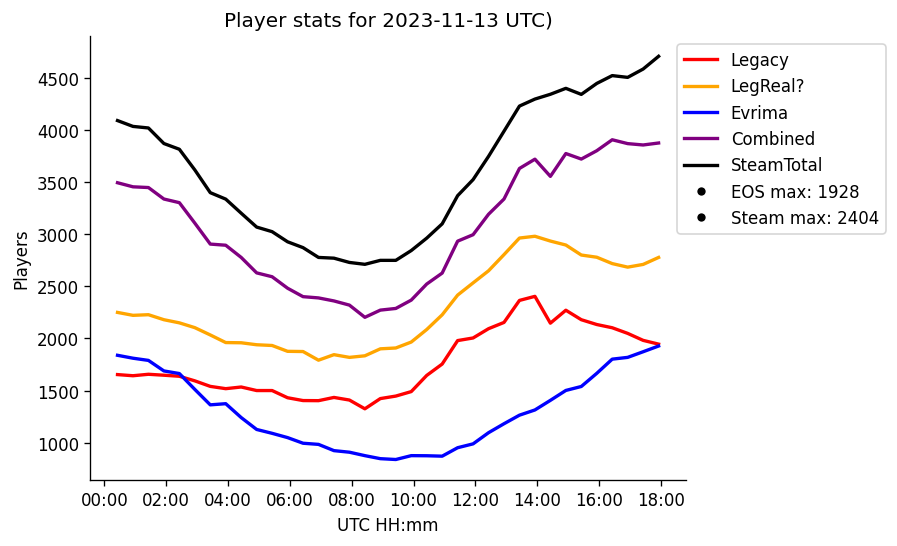 Player stats for 2023-11-13 UTC)
Legacy
LegReal?
Evrima
Combined
SteamTotal
EOS max: 1928
Steam max: 2404
Players
4500
4000
3500
3000
2500
2000
1500
1000
00:00 02:00 04:00 06:00 08:00 10:00 12:00 14:00 16:00 18:00
UTC HH:mm